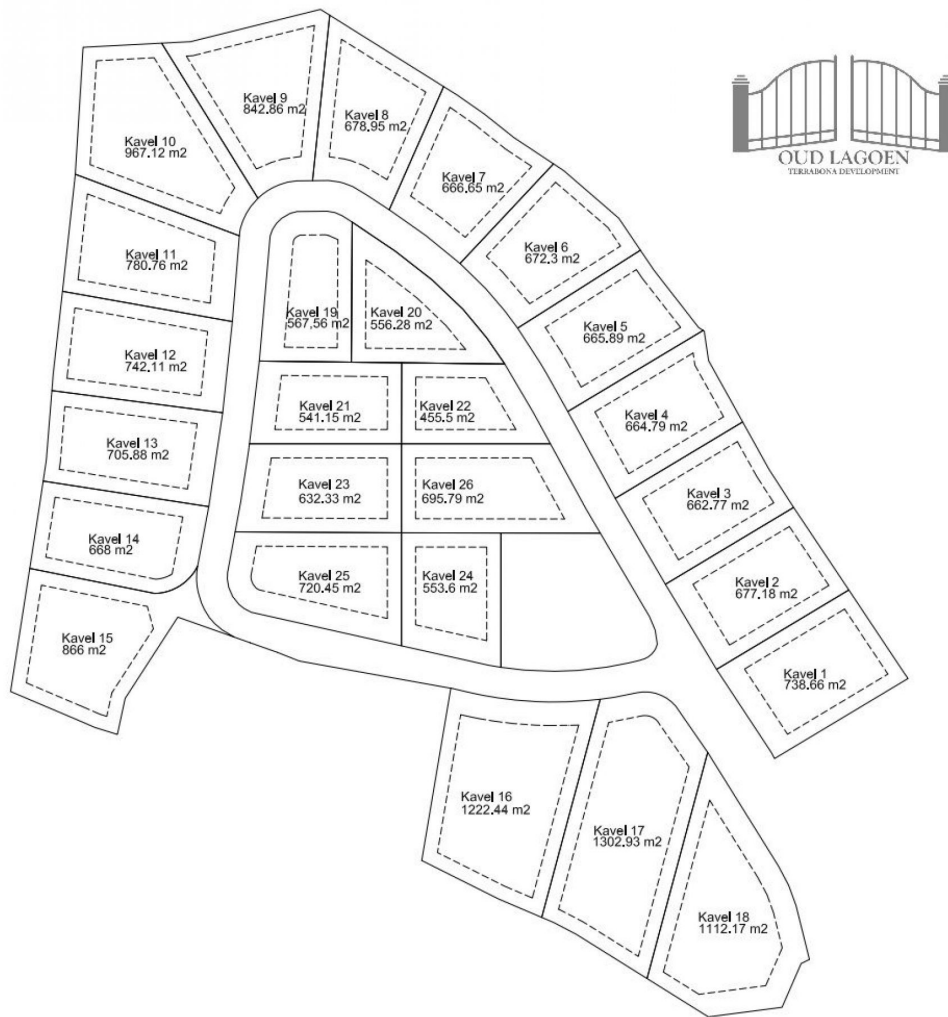 OUD LAGOEN
TERRABONA DEVELOPMENT
Kavel 9
842.86 m2
Kavel 8
678.95 m2
Kavel 10
967.12 m2
Kavel 7
666.65 m2
Kavel 6
672.3 m2
Kavel 11
780.76 m2
Kavel 19
567,56 m2
Kavel 20
556.28 m2
Kavel 5
665.89 m2
Kavel 12
742.11 m2
Kavel 21
541.15 m2
Kavel 22
455.5 m2
Kavel 4
664.79 m2
Kavel 13
705.88 m2
Kavel 23
632.33 m2
Kavel 26
695.79 m2
Kavel 3
662.77 m2
Kavel 14
668 m2
Kavel 25
720.45 m2
Kavel 24
553.6 m2
Kavel 2
677.18 m2
Kavel 15
866 m2
Kavel 1
738.66 m2
Kavel 16
1222.44 m2
Kavel 17
1302.93 m2
Kavel 18
1112.17 m2